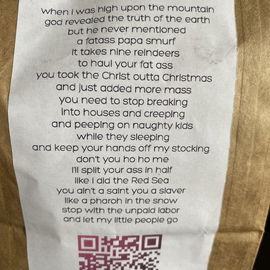 when i was high upon the mountain
god revealed the truth of the earth
but he never mentioned
a fatass papa smurf
it takes nine reindeers
to haul your fat ass
you took the Christ outta Christmas
and just added more mass
you need to stop breaking
into houses and creeping
and peeping on naughty kids
while they sleeping
and keep your hands off my stocking
don't you ho ho me
i'll split your ass in half
like i did the Red Sea
you ain't a saint you a slaver
like a pharoh in the snow
stop with the unpaid labor
and let my little people go